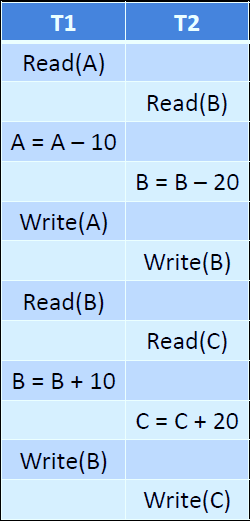 T1 T2
Read(A)
Read(B)
A = A – 10
B = B – 20
Write(A)
Write(B)
Read(B)
Read(C)
B = B + 10
C = C + 20
Write(B)
Write(C)